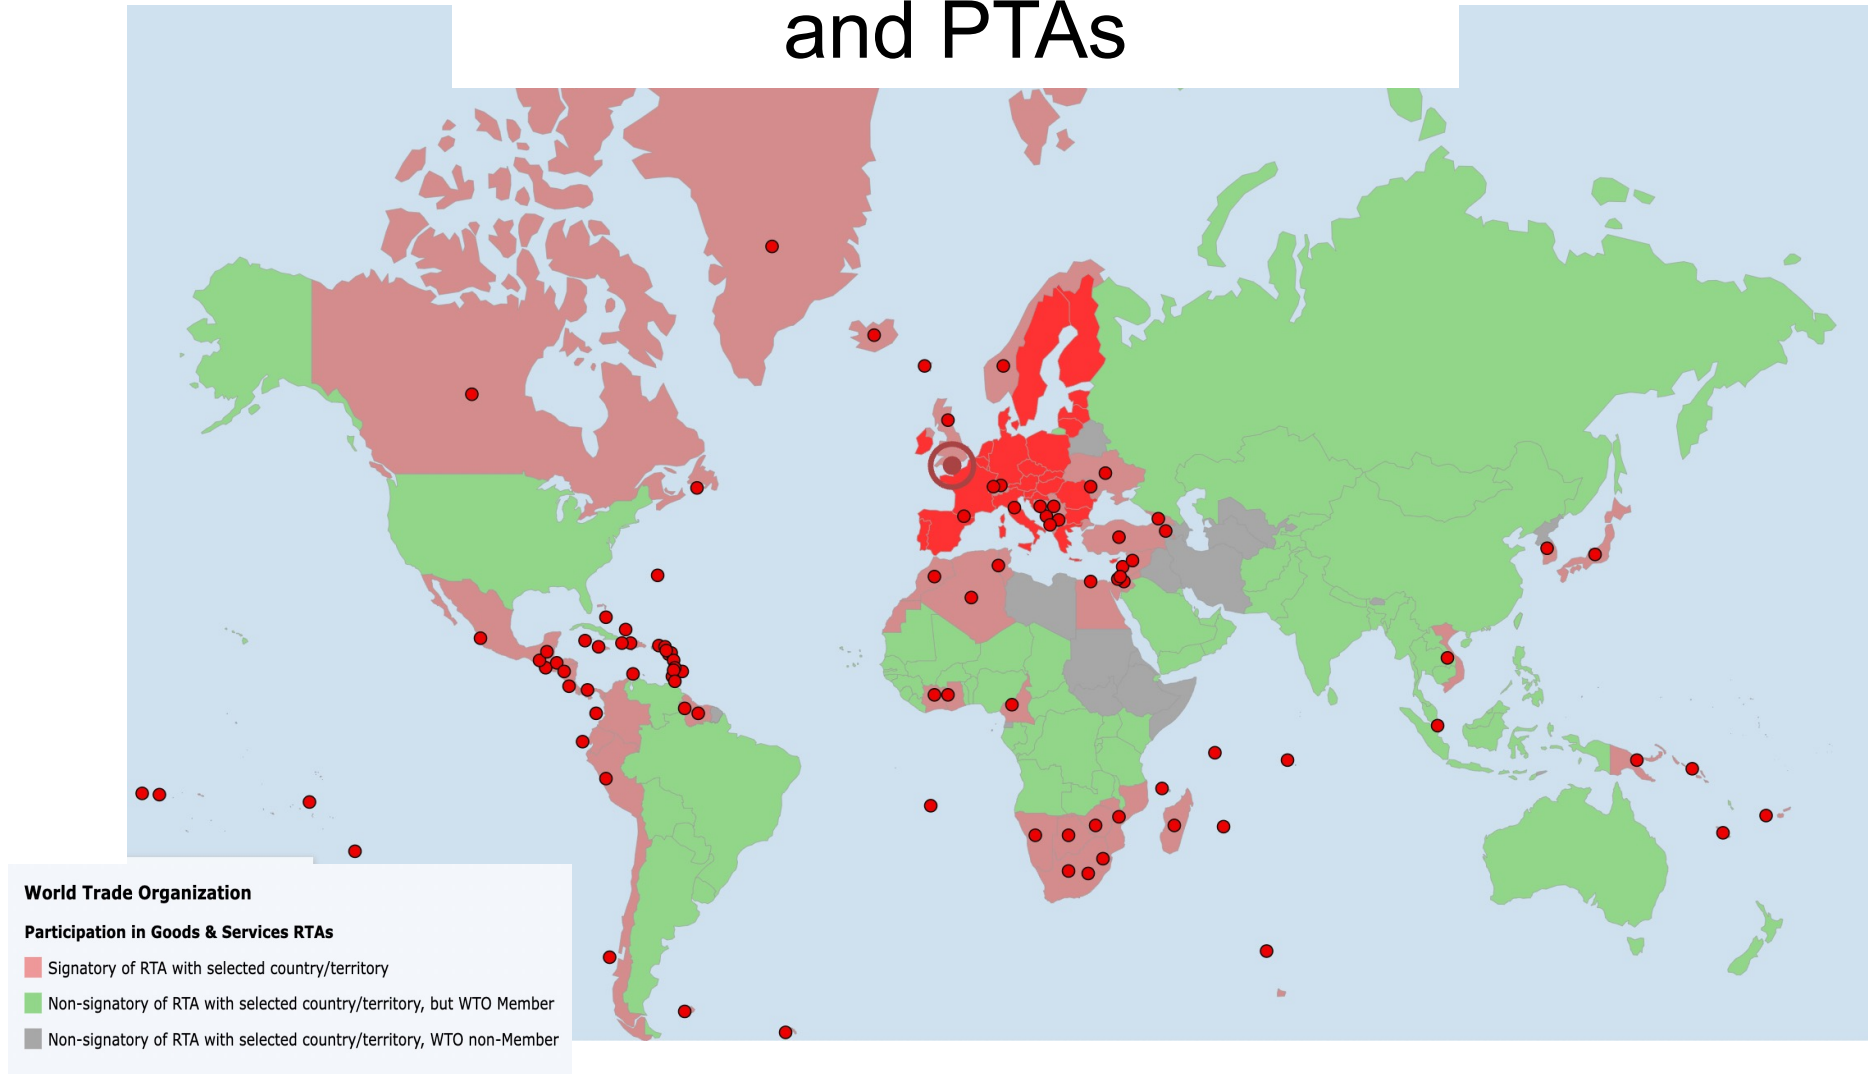 and PTAs
World Trade Organization
Participation in Goods & Services RTAs
Signatory of RTA with selected country/territory
Non-signatory of RTA with selected country/territory, but WTO Member
Non-signatory of RTA with selected country/territory, WTO non-Member